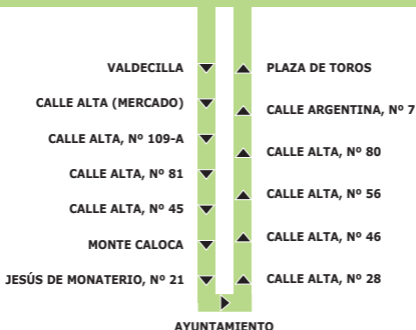 VALDECILLA
CALLE ALTA (MERCADO)
CALLE ALTA, Nº 109-A
CALLE ALTA, Nº 81
CALLE ALTA, Nº 45
MONTE CALOCA
JESÚS DE MONATERIO, Nº 21
PLAZA DE TOROS
CALLE ARGENTINA, Nº 7
CALLE ALTA, Nº 80
CALLE ALTA, Nº 56
CALLE ALTA, Nº 46
CALLE ALTA, Nº 28
AYUNTAMIENTO